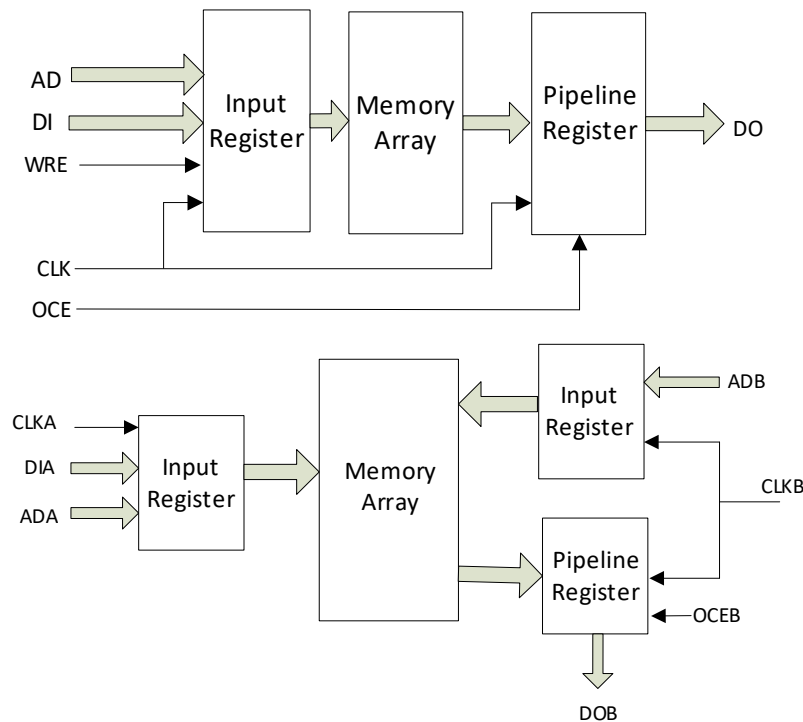 AD
DI
WRE
CLK
OCE
Input
Register
Memory
Array
Pipeline
Register
DO
CLKA
DIA
ADA
Input
Register
Memory
Array
Input
Register
ADB
CLKB
Pipeline
Register
OCEB
DOB